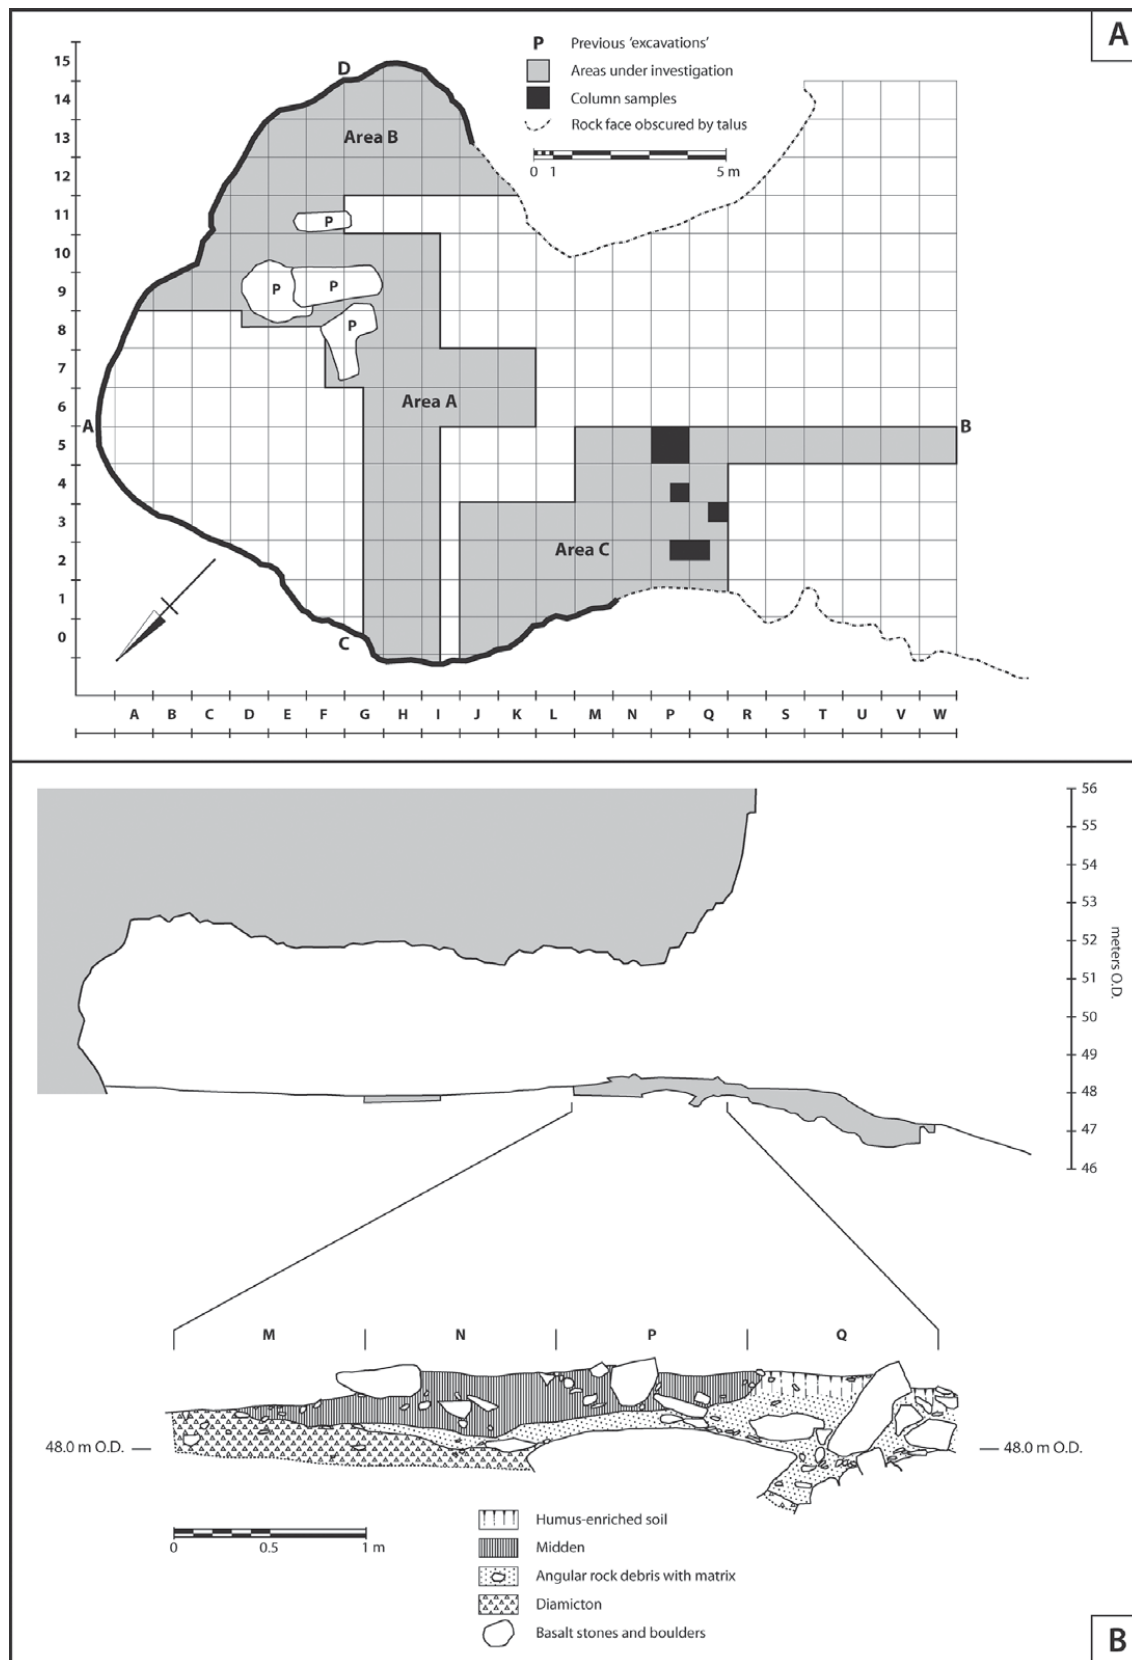 A
P Previous 'excavations'
Areas under investigation
Column samples
Rock face obscured by talus
0 1 5 m
15
14
13
12
11
10
9
8
7
6
5
4
3
2
1
0
D
Area B
P
P
P
P
Area A
A
B
Area C
C
A B C D E F G H I J K L M N P Q R S T U V W
56
55
54
53
52
51
50
49
48
47
46
meters O.D.
M N P Q
48.0 m O.D.
48.0 m O.D.
0 0.5 1 m
Humus-enriched soil
Midden
Angular rock debris with matrix
Diamicton
Basalt stones and boulders
B